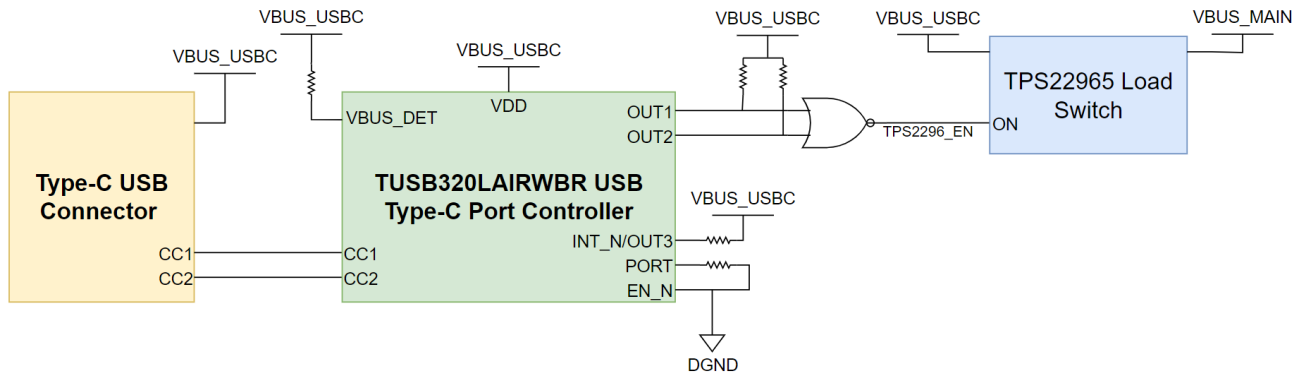 VBUS_USBC
VBUS_USBC
VBUS_USBC
VBUS_USBC
VBUS_USBC
VBUS_MAIN
VDD
VBUS_DET
OUT1
OUT2
TPS2296_EN
ON
TPS22965 Load
Switch
Type-C USB
Connector
TUSB320LAIRWBR USB
Type-C Port Controller
VBUS_USBC
INT_N/OUT3
PORT
EN_N
CC1
CC2
CC1
CC2
DGND